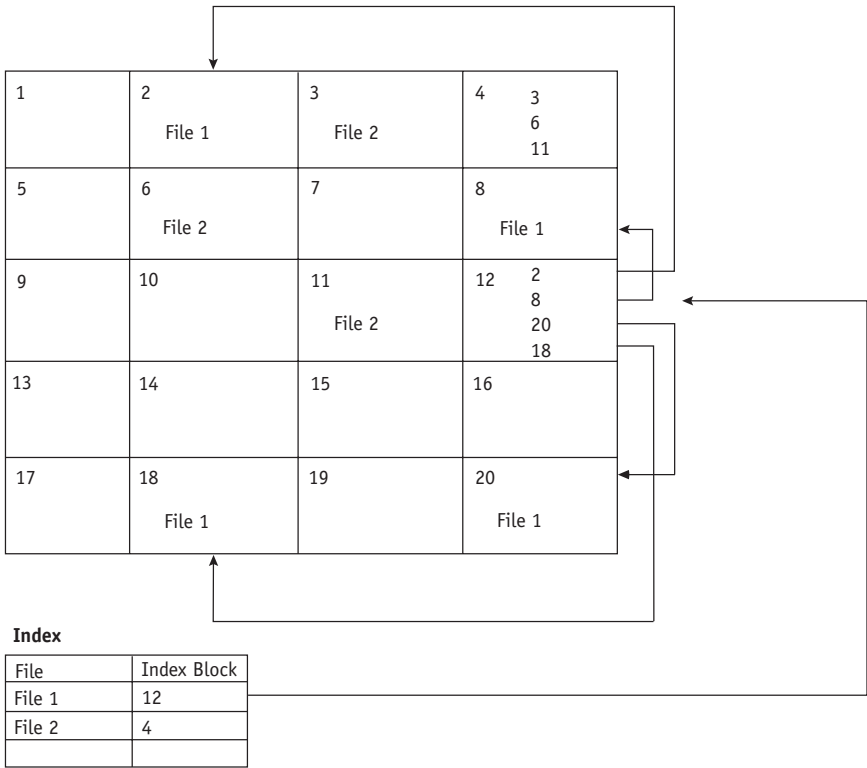 1 2 3 4 3
File 1 File 2 6
11
5 6 7 8
File 2 File 1
9 10 11 12 2
8
File 2 20
18
13 14 15 16
17 18 19 20
File 1 File 1
Index
File Index Block
File 1 12
File 2 4